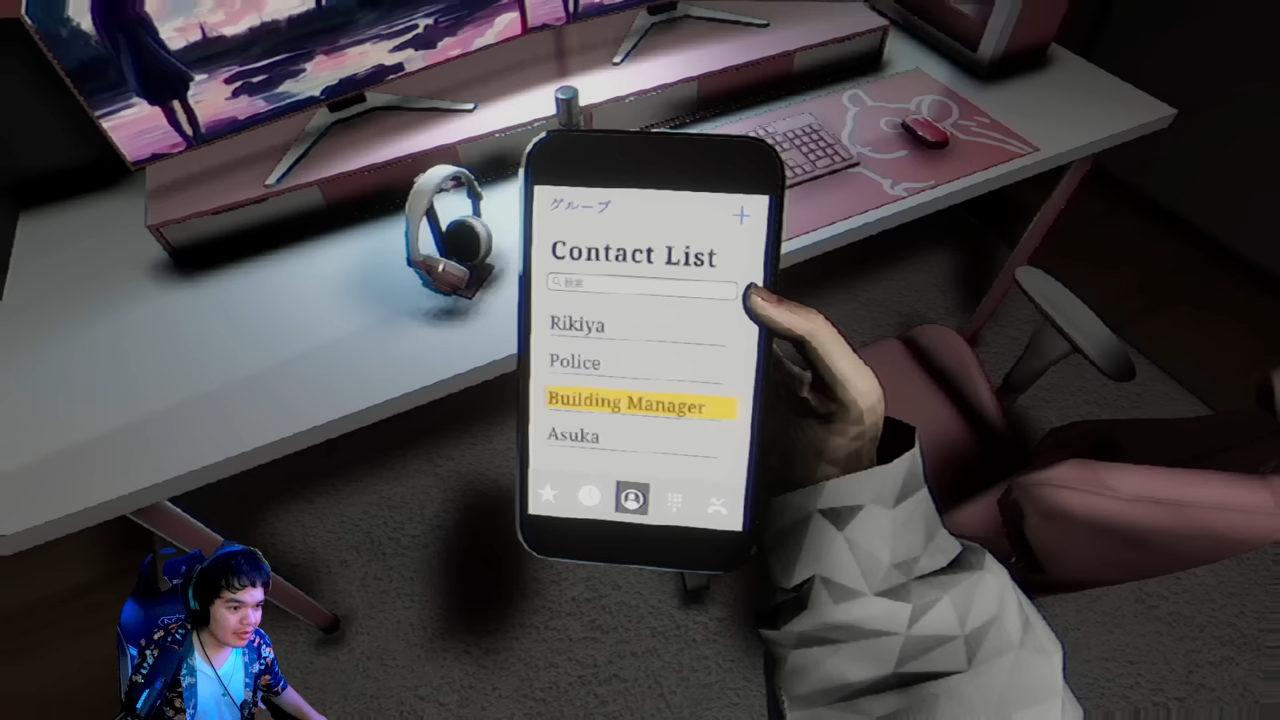 グループ
Contact List
検索
Rikiya
Police
Building Manager
Asuka